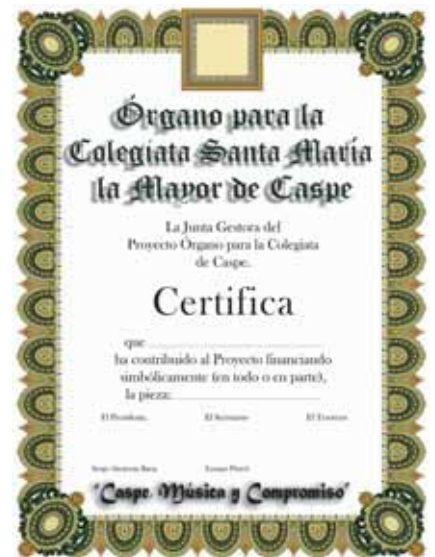 Órgano para la
Colegiata Santa María
la Mayor de Caspe
La Junta Gestora del
Proyecto Órgano para la Colegiata
de Caspe.
Certifica
que
ha contribuido al Proyecto financiando
simbólicamente (en todo o en parte),
la pieza:
El Presidente, El Secretario El Tesorero
"Caspe, Música y Compromiso"